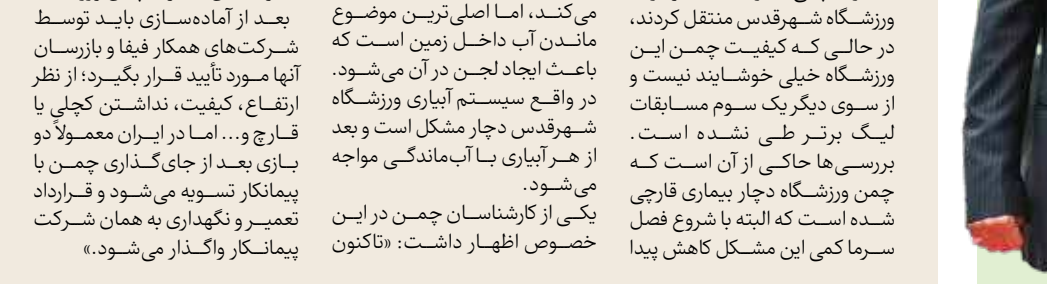 ورزشگاه شهرقدس منتقل کردند،
در حالی که کیفیت چمن این
ورزشگاه خیلی خوشایند نیست و
از سوی دیگر یک سوم مسابقات
لیگ برتر طی نشده است.
بررسی‌ها حاکی از آن است که
چمن ورزشگاه دچار بیماری قارچی
شده است که البته با شروع فصل
سرما کمی این مشکل کاهش پیدا
می‌کند، اما اصلی‌ترین موضوع
ماندن آب داخل زمین است که
باعث ایجاد لجن در آن می‌شود.
در واقع سیستم آبیاری ورزشگاه
شهرقدس دچار مشکل است و بعد
از هر آبیاری با آب‌ماندگی مواجه
می‌شود.
یکی از کارشناسان چمن در این
خصوص اظهار داشت: «تاکنون
بعد از آماده‌سازی باید توسط
شرکت‌های همکار فیفا و بازرسان
آنها مورد تأیید قرار بگیرد؛ از نظر
ارتفاع، کیفیت، نداشتن کچلی یا
قارچ و... اما در ایران معمولاً دو
بازی بعد از جای‌گذاری چمن با
پیمانکار تسویه می‌شود و قرارداد
تعمیر و نگهداری به همان شرکت
پیمانکار واگذار می‌شود.»